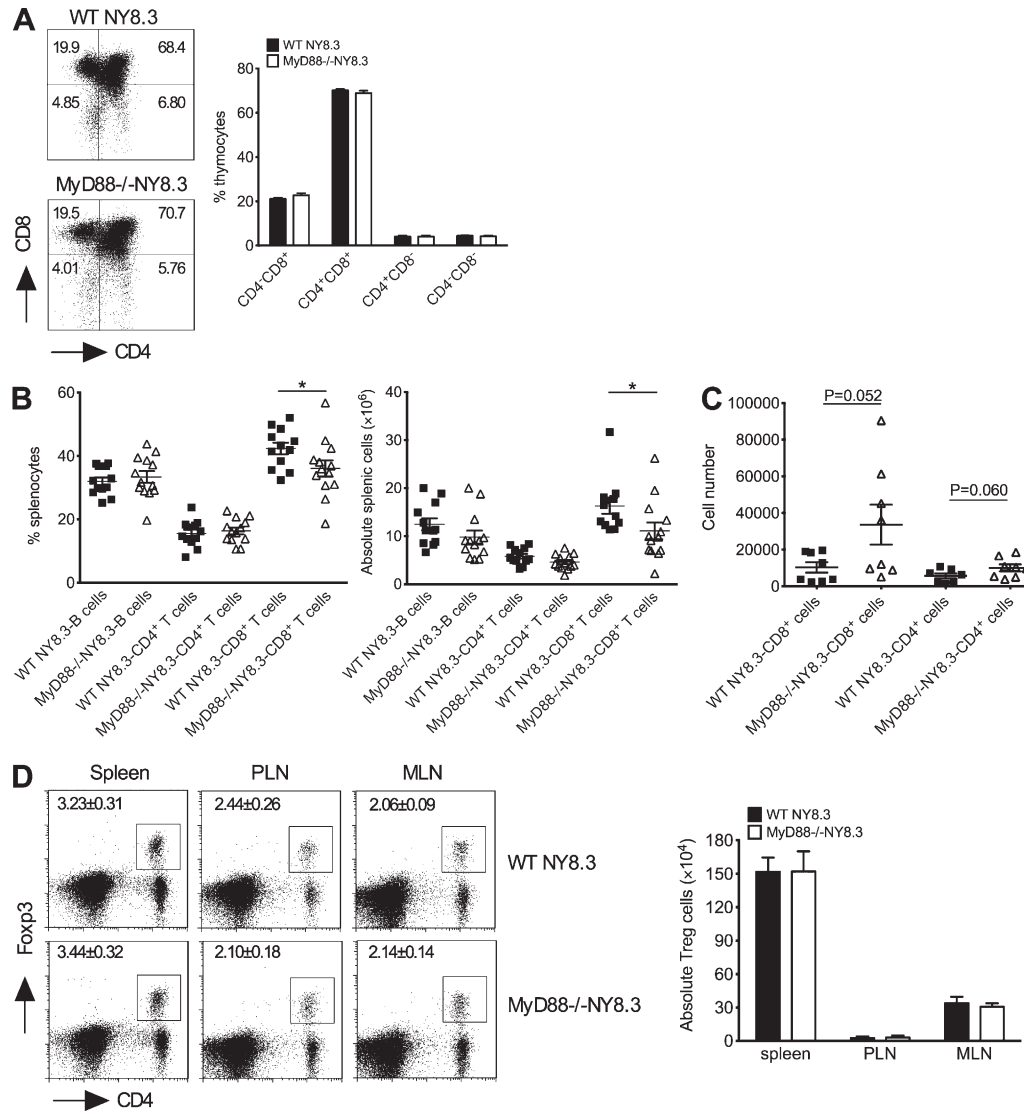 A
WT NY8.3
19.9 68.4
4.85 6.80
MyD88-/-NY8.3
19.5 70.7
4.01 5.76
CD8
CD4
WT NY8.3
MyD88-/-NY8.3
% thymocytes
80
60
40
20
0
CD4-CD8+
CD4+CD8+
CD4+CD8-
CD4-CD8-
B
% splenocytes
60
40
20
0
*
WT NY8.3-B cells
MyD88-/-NY8.3-B cells
WT NY8.3-CD4+ T cells
MyD88-/-NY8.3-CD4+ T cells
WT NY8.3-CD8+ T cells
MyD88-/-NY8.3-CD8+ T cells
Absolute splenic cells (×10⁶)
40
30
20
10
0
*
WT NY8.3-B cells
MyD88-/-NY8.3-B cells
WT NY8.3-CD4+ T cells
MyD88-/-NY8.3-CD4+ T cells
WT NY8.3-CD8+ T cells
MyD88-/-NY8.3-CD8+ T cells
C
Cell number
100000
80000
60000
40000
20000
0
P=0.052
P=0.060
WT NY8.3-CD8+ cells
MyD88-/-NY8.3-CD8+ cells
WT NY8.3-CD4+ cells
MyD88-/-NY8.3-CD4+ cells
D
Spleen PLN MLN
3.23±0.31 2.44±0.26 2.06±0.09
WT NY8.3
3.44±0.32 2.10±0.18 2.14±0.14
MyD88-/-NY8.3
Foxp3
CD4
WT NY8.3
MyD88-/-NY8.3
Absolute Treg cells (×10⁴)
180
150
120
90
60
30
0
spleen PLN MLN